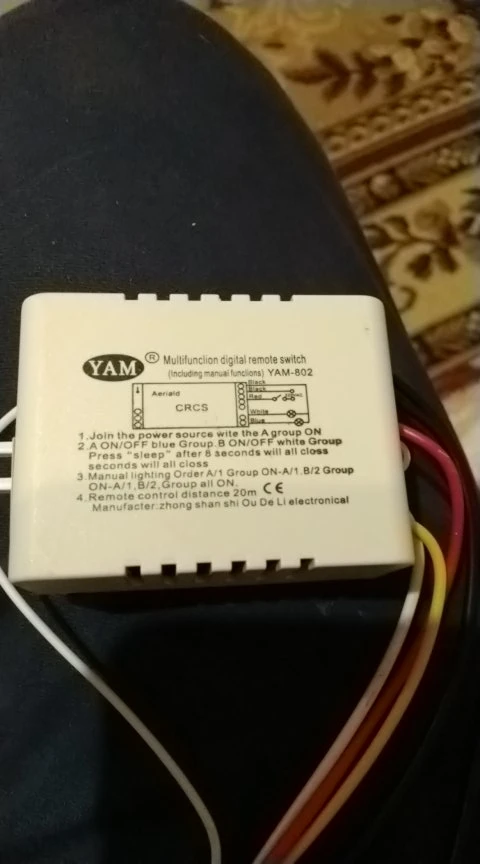 YAM ® Multifunciion digital remote switch
(Including manual functions) YAM-802
Black
Aeriald
Black
Red
CRCS
White
Blue
1.Join the power source wite the A group ON
2.A ON/OFF blue Group.B ON/OFF white Group
Press "sleep" after 8 seconds will all closs
seconds will all closs
3.Manual lighting Order A/1 Group ON-A/1.B/2 Group
ON-A/1,B/2,Group all ON.
4.Remote control distance 20m CE
Manufacter:zhong shan shi Ou De Li electronical